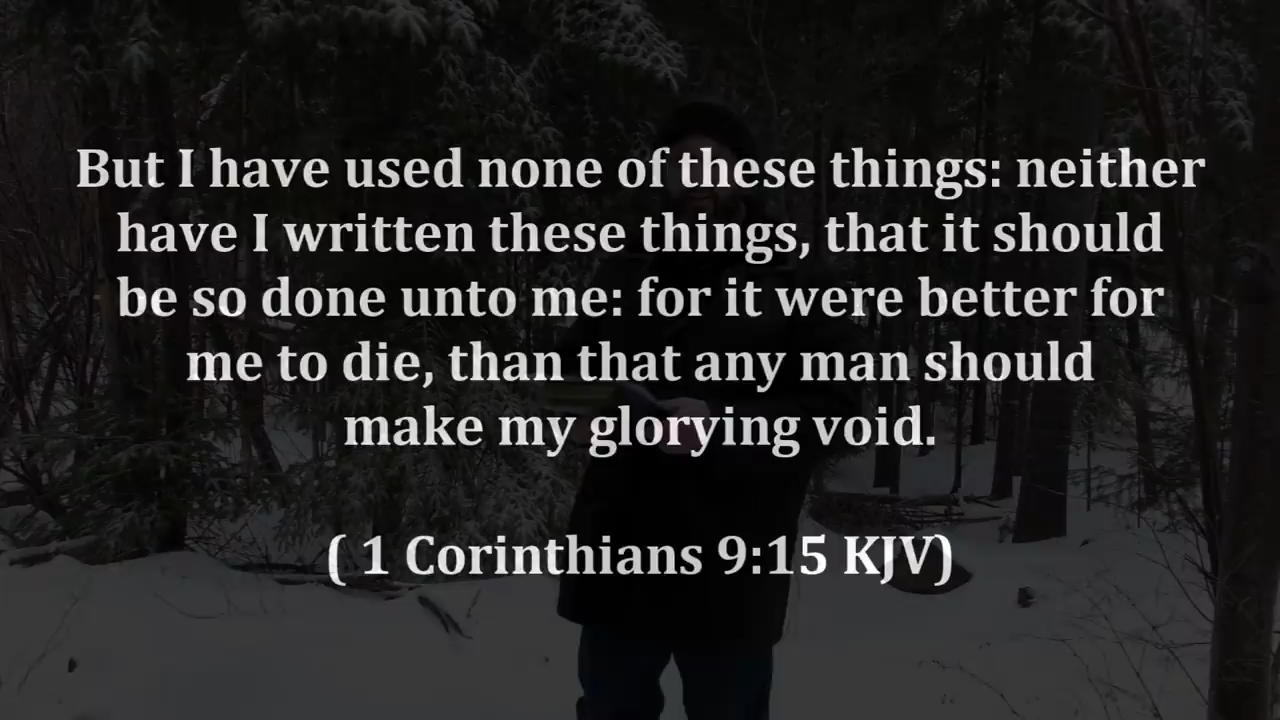 But I have used none of these things: neither
have I written these things, that it should
be so done unto me: for it were better for
me to die, than that any man should
make my glorying void.
( 1 Corinthians 9:15 KJV)